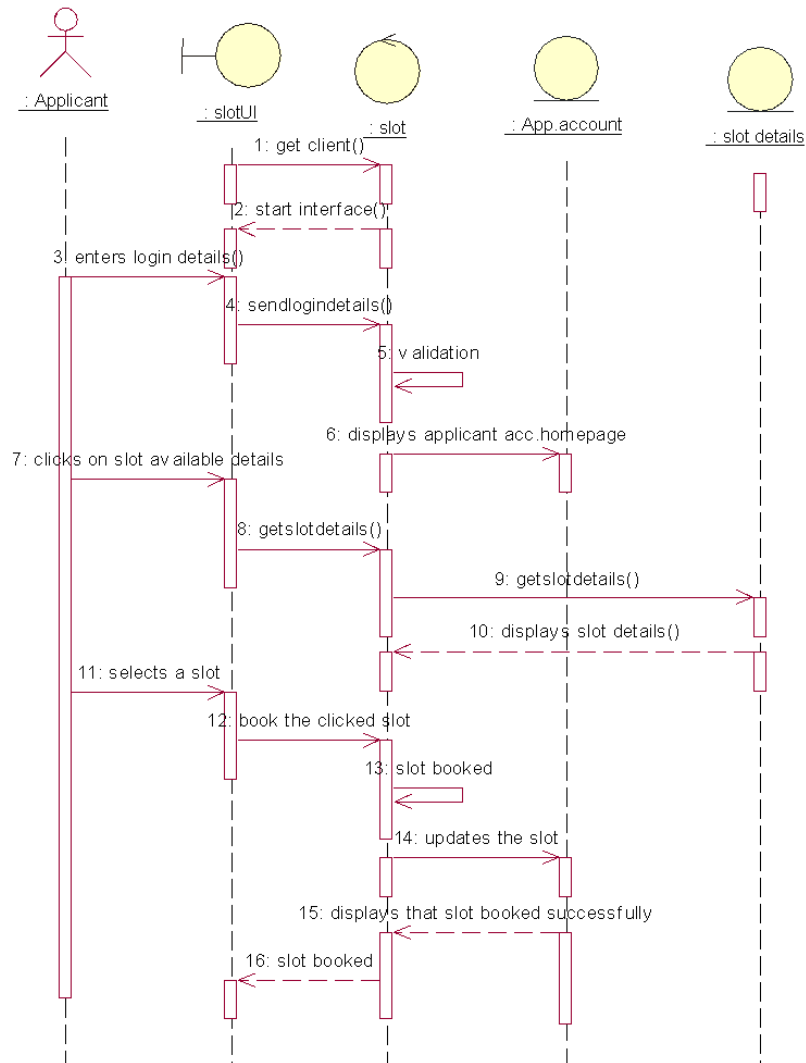 : Applicant
: slotUI
: slot
: App.account
: slot details
1: get client()
2: start interface()
3: enters login details()
4: sendlogindetails()
5: validation
6: displays applicant acc.homepage
7: clicks on slot available details
8: getslotdetails()
9: getslotdetails()
10: displays slot details()
11: selects a slot
12: book the clicked slot
13: slot booked
14: updates the slot
15: displays that slot booked successfully
16: slot booked